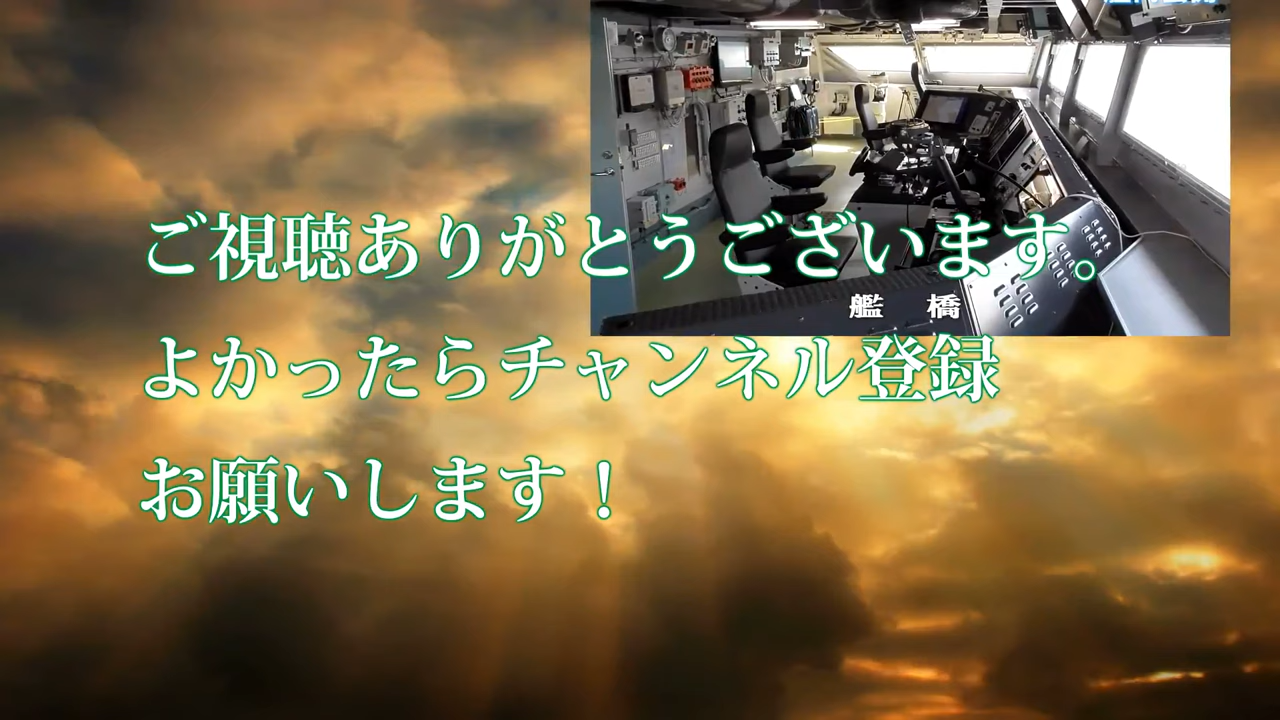 ご視聴ありがとうございます。
艦 橋
よかったらチャンネル登録
お願いします！